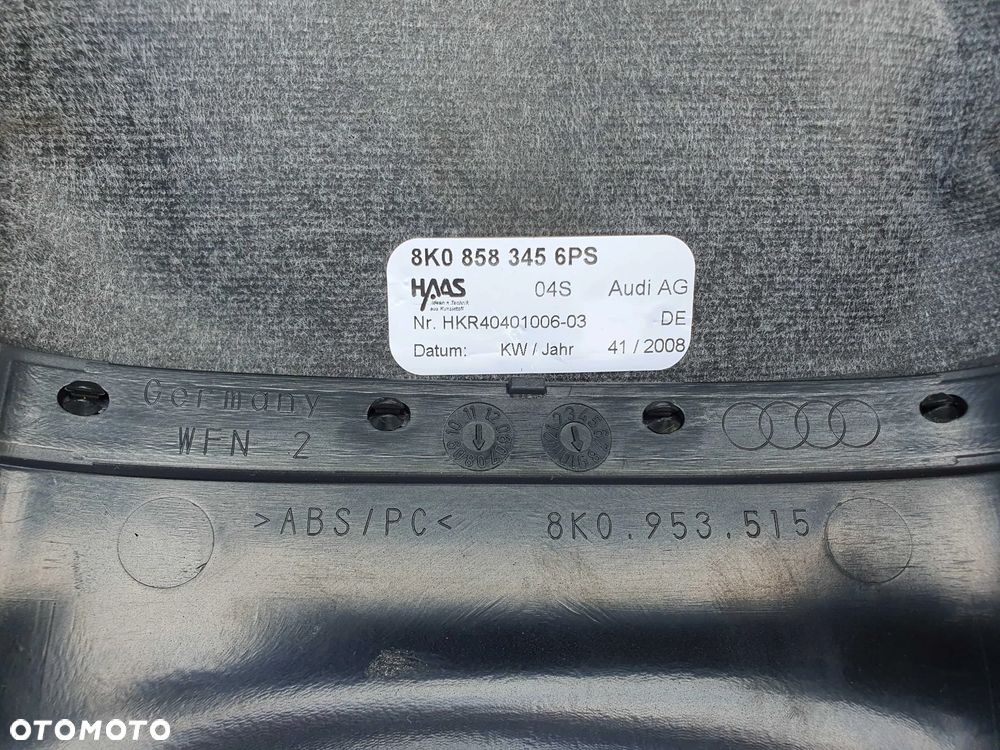 8K0 858 345 6PS
HAAS 04S Audi AG
Nr. HKR40401006-03 DE
Datum: KW / Jahr 41 / 2008
Germany
WFN 2
>ABS/PC< 8K0.953.515
OTOMOTO